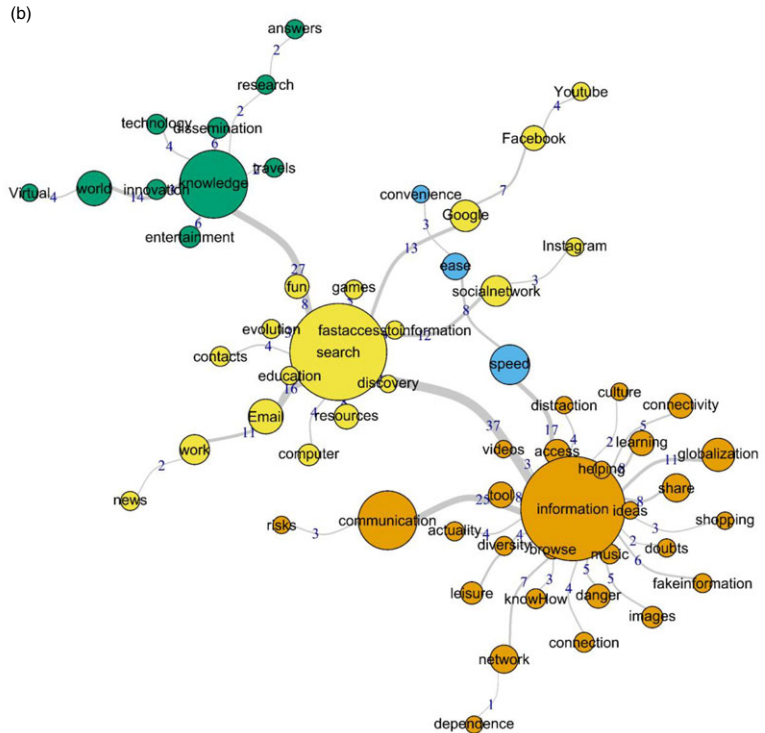 (b)
answers
2
research
Youtube
technology
dissemination
2
4
Facebook
4
6
knowledge
travels
Virtual
4
world
14
innovation
convenience
7
6
entertainment
3
Google
13
27
ease
Instagram
fun
games
socialnetwork
3
8
8
evolution
fastaccesstoinformation
12
search
contacts
4
speed
education
discovery
16
distraction
culture
connectivity
Email
4
resources
37
17
4
5
11
videos
access
2
learning
work
computer
3
helping
11
globalization
2
tool
8
8
share
news
25
information
ideas
risks
3
communication
actuality
4
3
shopping
diversity
4
browse
music
2
doubts
6
fakeinformation
7
3
5
5
leisure
knowHow
4
danger
images
network
connection
1
dependence